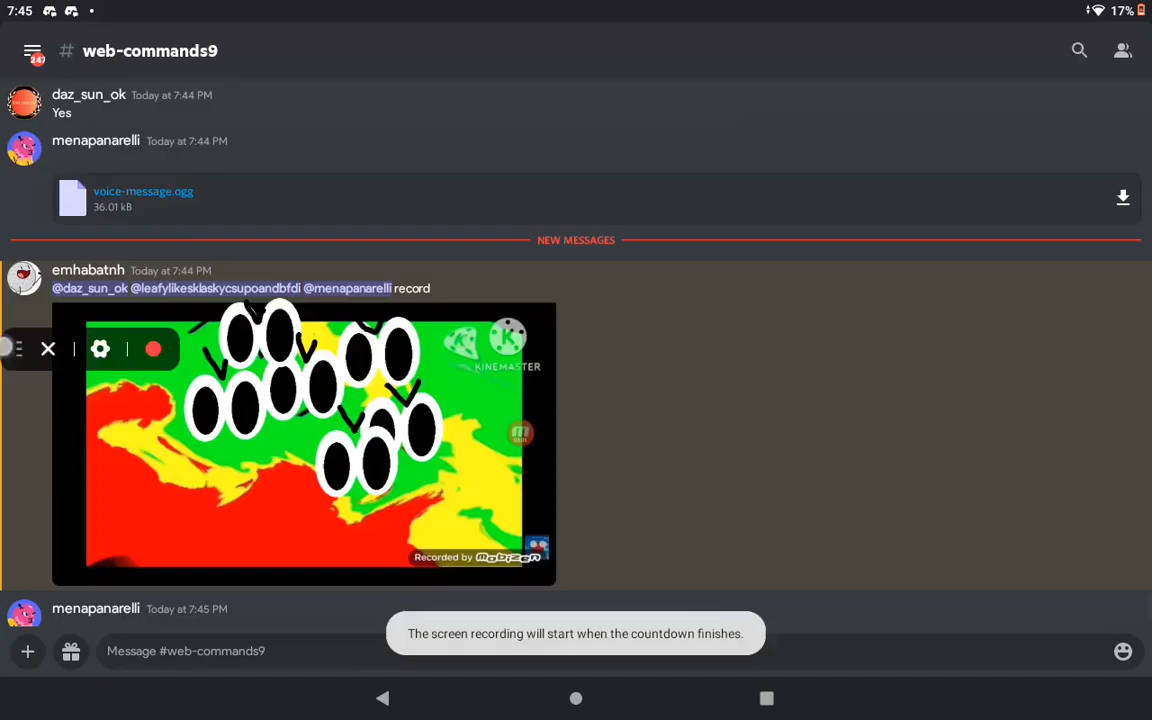 7:45
17%
247
# web-commands9
daz_sun_ok Today at 7:44 PM
Yes
menapanarelli Today at 7:44 PM
voice-message.ogg
36.01 kB
NEW MESSAGES
emhabatnh Today at 7:44 PM
@daz_sun_ok @leafylikesklaskycsupoandbfdi @menapanarelli record
KINEMASTER
Recorded by Mobizen
menapanarelli Today at 7:45 PM
The screen recording will start when the countdown finishes.
Message #web-commands9